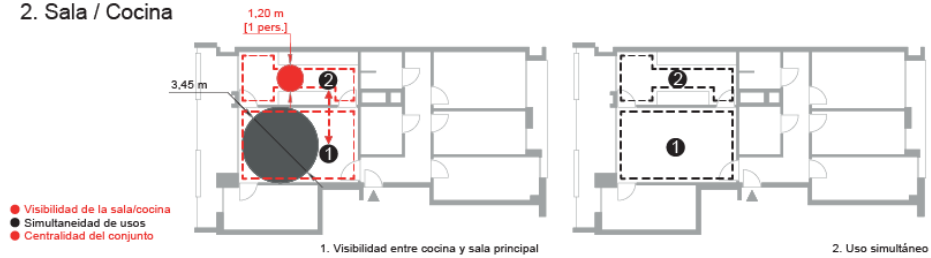 2. Sala / Cocina
1,20 m
[1 pers.]
3,45 m
2
1
2
1
Visibilidad de la sala/cocina
Simultaneidad de usos
Centralidad del conjunto
1. Visibilidad entre cocina y sala principal
2. Uso simultáneo